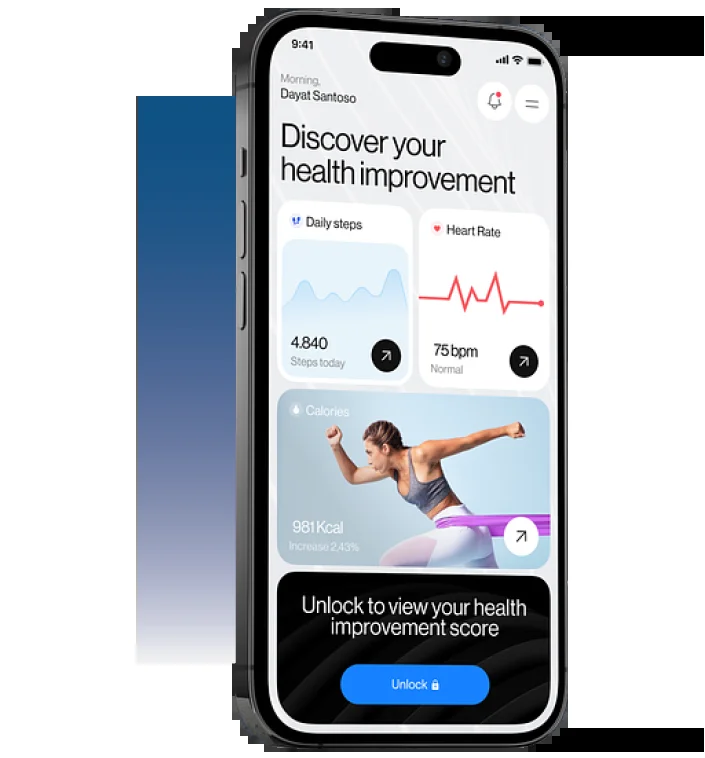 9:41
Morning,
Dayat Santoso
Discover your
health improvement
Daily steps
Heart Rate
4.840
Steps today
75 bpm
Normal
Calories
981 Kcal
Increase 2,43%
Unlock to view your health
improvement score
Unlock